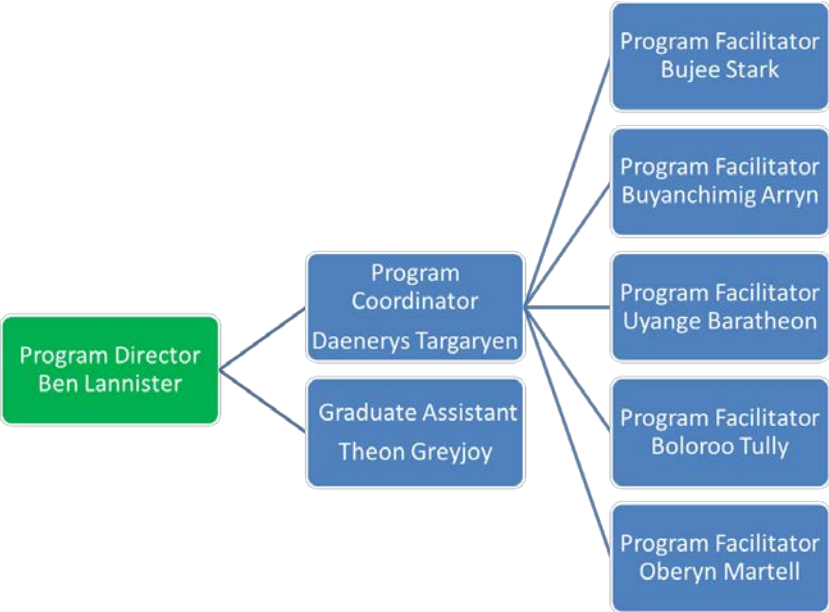 Program Director
Ben Lannister
Program
Coordinator
Daenerys Targaryen
Graduate Assistant
Theon Greyjoy
Program Facilitator
Bujee Stark
Program Facilitator
Buyanchimig Arryn
Program Facilitator
Uyange Baratheon
Program Facilitator
Boloroo Tully
Program Facilitator
Oberyn Martell